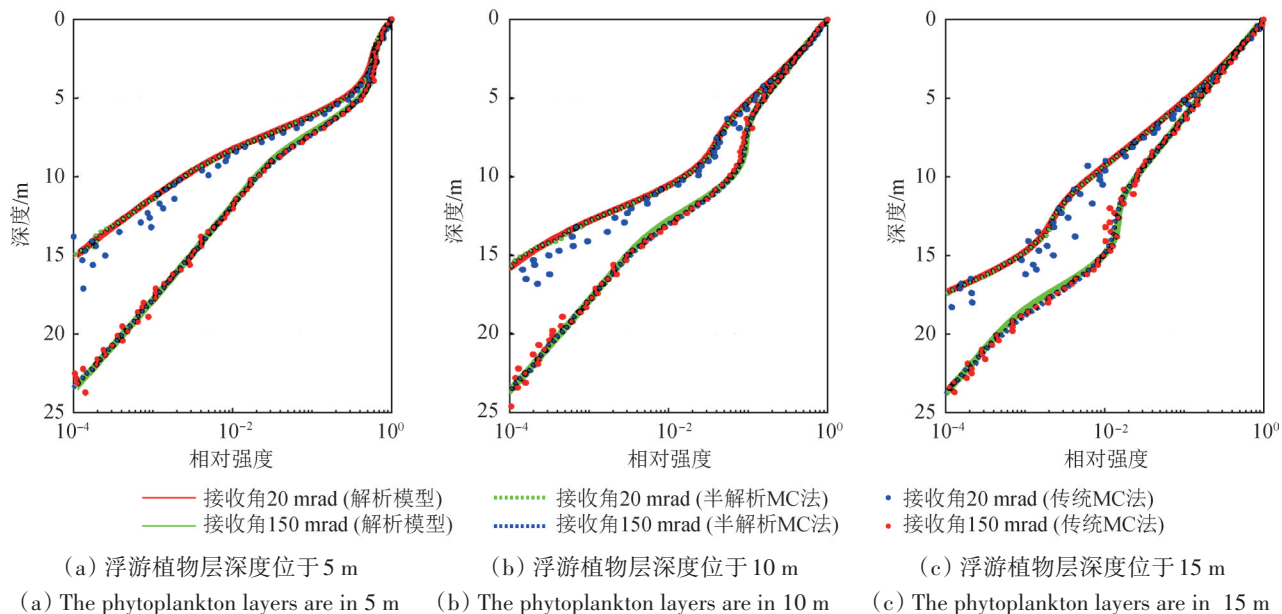 0
5
10
15
20
25
深度/m
10⁻⁴
10⁻²
10⁰
相对强度
0
5
10
15
20
25
深度/m
10⁻⁴
10⁻²
10⁰
相对强度
0
5
10
15
20
25
深度/m
10⁻⁴
10⁻²
10⁰
相对强度
接收角20 mrad (解析模型)
接收角20 mrad (半解析MC法)
接收角20 mrad (传统MC法)
接收角150 mrad (解析模型)
接收角150 mrad (半解析MC法)
接收角150 mrad (传统MC法)
(a) 浮游植物层深度位于5 m
(b) 浮游植物层深度位于10 m
(c) 浮游植物层深度位于15 m
(a) The phytoplankton layers are in 5 m
(b) The phytoplankton layers are in 10 m
(c) The phytoplankton layers are in 15 m